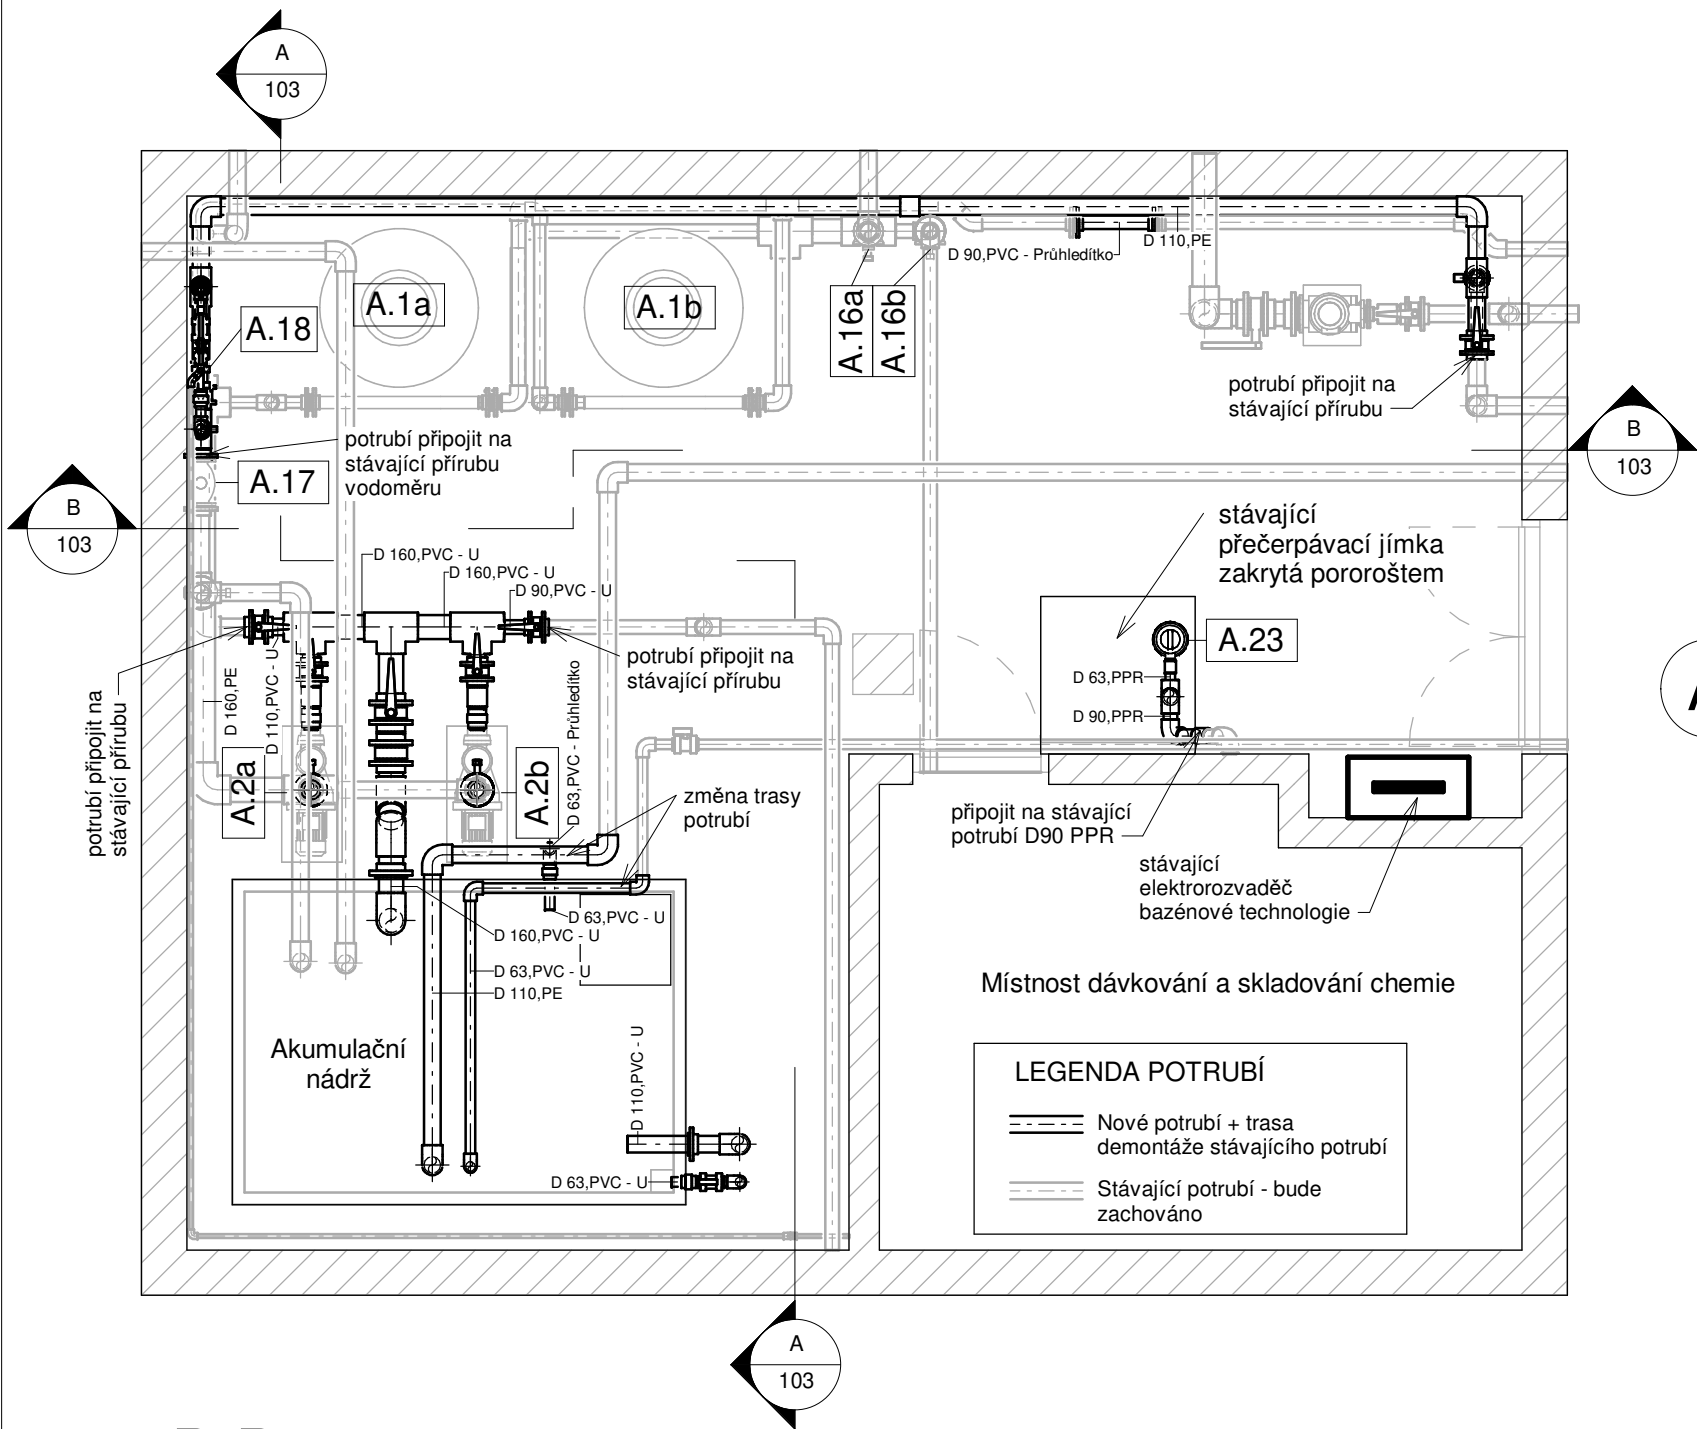 A
103
A.1a
A.1b
A.18
A.16a
A.16b
D 90,PVC - Průhledítko
D 110,PE
potrubí připojit na
stávající přírubu
B
103
potrubí připojit na
stávající přírubu
vodoměru
A.17
B
103
stávající
přečerpávací jímka
zakrytá pororoštem
D 160,PVC - U
D 160,PVC - U
D 90,PVC - U
A.23
D 63,PPR
D 90,PPR
potrubí připojit na
stávající přírubu
potrubí připojit na
stávající přírubu
D 160,PE
D 110,PVC - U
D 63,PVC - Průhledítko
A.2a
A.2b
změna trasy
potrubí
připojit na stávající
potrubí D90 PPR
stávající
elektrorozvaděč
bazénové technologie
D 63,PVC - U
D 160,PVC - U
D 63,PVC - U
D 110,PE
Místnost dávkování a skladování chemie
Akumulační
nádrž
D 110,PVC - U
D 63,PVC - U
LEGENDA POTRUBÍ
Nové potrubí + trasa
demontáže stávajícího potrubí
Stávající potrubí - bude
zachováno
A
103